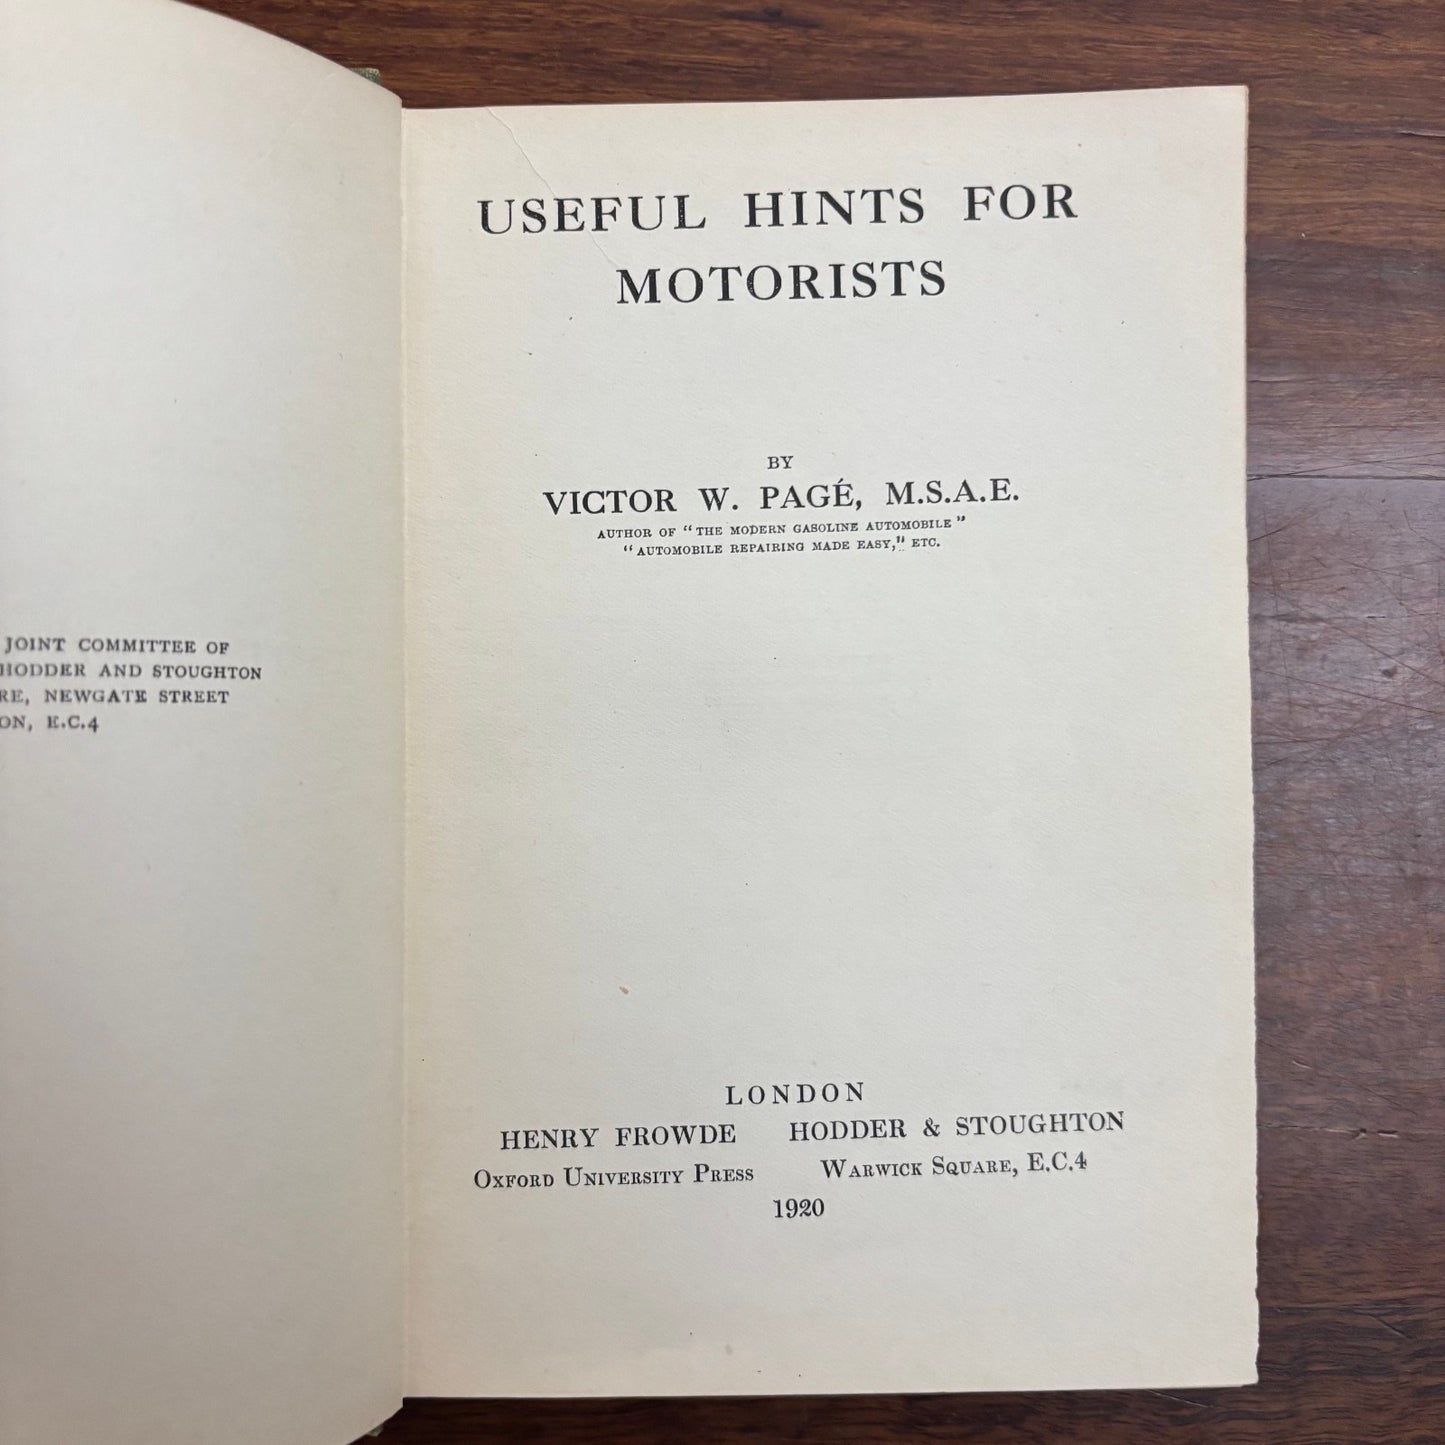 JOINT COMMITTEE OF
HODDER AND STOUGHTON
RE, NEWGATE STREET
ON, E.C.4
USEFUL HINTS FOR
MOTORISTS
BY
VICTOR W. PAGÉ, M.S.A.E.
AUTHOR OF "THE MODERN GASOLINE AUTOMOBILE"
"AUTOMOBILE REPAIRING MADE EASY," ETC.
LONDON
HENRY FROWDE HODDER & STOUGHTON
OXFORD UNIVERSITY PRESS WARWICK SQUARE, E.C.4
1920